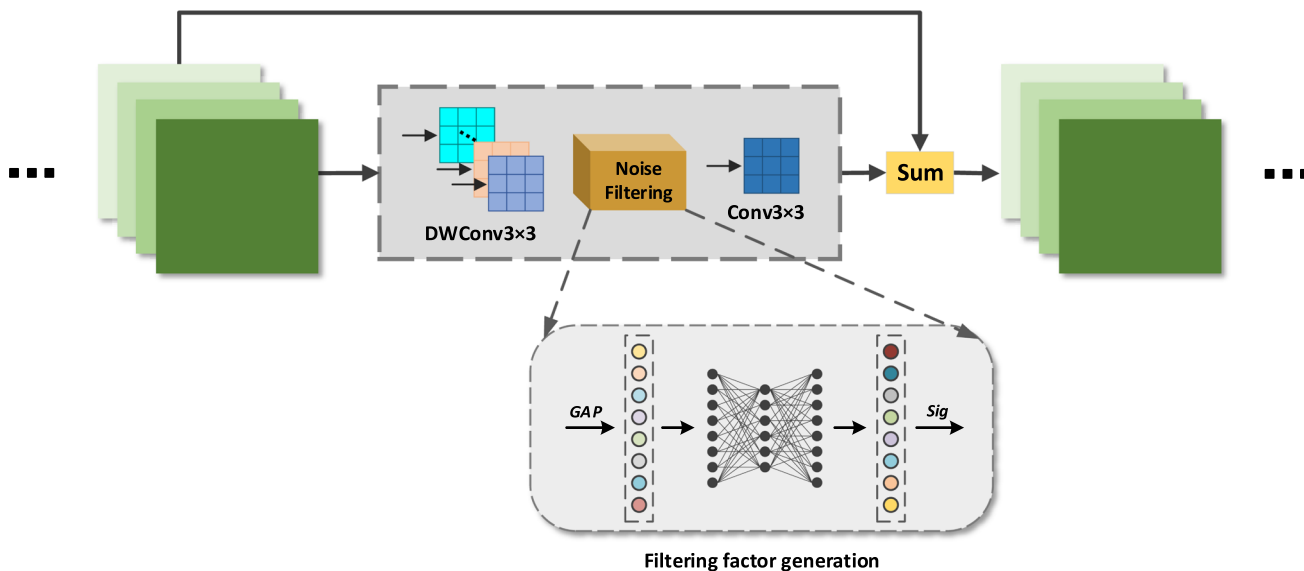 Noise
Filtering
Sum
Conv3×3
DWConv3×3
GAP
Sig
Filtering factor generation